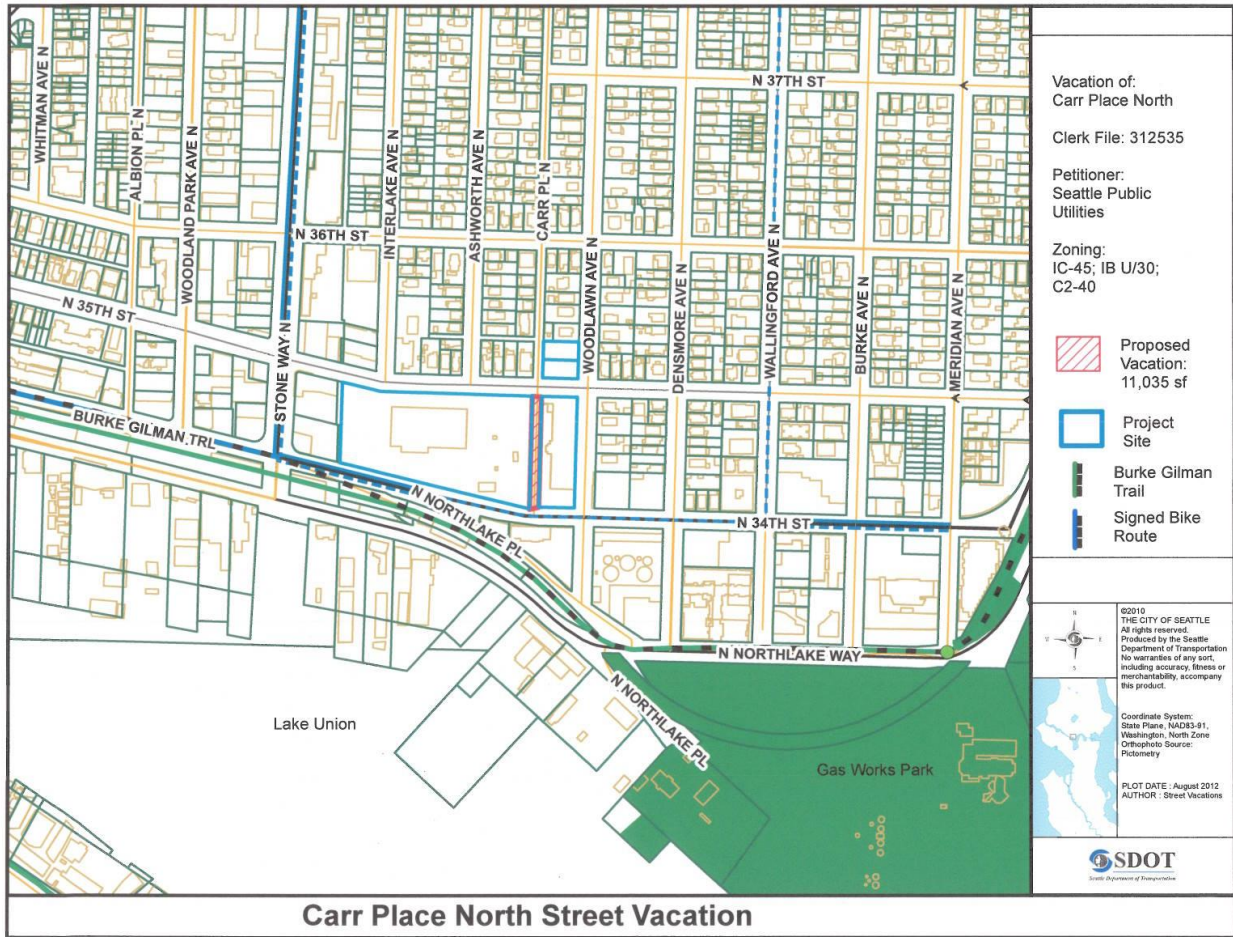 WHITMAN AVE N
ALBION PL N
WOODLAND PARK AVE N
STONE WAY N
INTERLAKE AVE N
ASHWORTH AVE N
CARR PL N
WOODLAWN AVE N
DENSMORE AVE N
WALLINGFORD AVE N
BURKE AVE N
MERIDIAN AVE N
N 37TH ST
N 36TH ST
N 35TH ST
BURKE GILMAN TRL
N NORTHLAKE PL
N 34TH ST
N NORTHLAKE WAY
N NORTHLAKE PL
Lake Union
Gas Works Park
Vacation of:
Carr Place North
Clerk File: 312535
Petitioner:
Seattle Public
Utilities
Zoning:
IC-45; IB U/30;
C2-40
Proposed
Vacation:
11,035 sf
Project
Site
Burke Gilman
Trail
Signed Bike
Route
N
S
©2010
THE CITY OF SEATTLE
All rights reserved.
Produced by the Seattle
Department of Transportation
No warranties of any sort,
including accuracy, fitness or
merchantability, accompany
this product.
Coordinate System:
State Plane, NAD83-91,
Washington, North Zone
Orthophoto Source:
Pictometry
PLOT DATE : August 2012
AUTHOR : Street Vacations
SDOT
Seattle Department of Transportation
Carr Place North Street Vacation